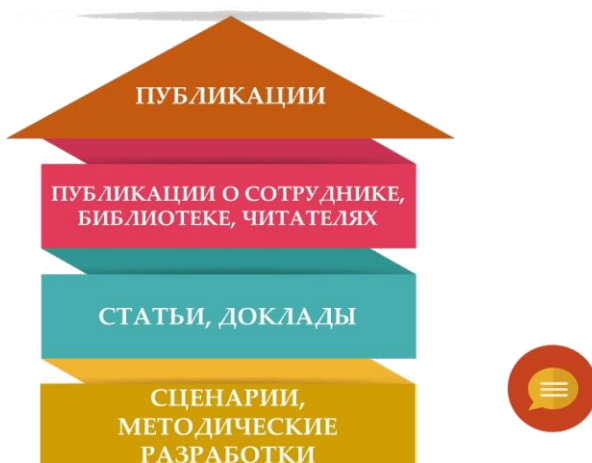 ПУБЛИКАЦИИ
ПУБЛИКАЦИИ О СОТРУДНИКЕ,
БИБЛИОТЕКЕ, ЧИТАТЕЛЯХ
СТАТЬИ, ДОКЛАДЫ
СЦЕНАРИИ,
МЕТОДИЧЕСКИЕ
РАЗРАБОТКИ